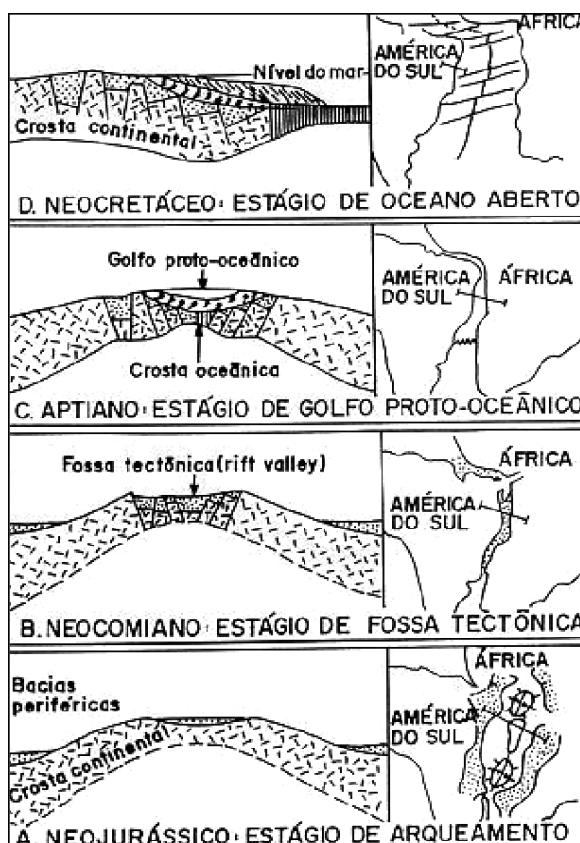 Nível do mar
Crosta continental
ÁFRICA
AMÉRICA
DO SUL
D. NEOCRETÁCEO: ESTÁGIO DE OCEANO ABERTO
Golfo proto-oceânico
Crosta oceânica
AMÉRICA
DO SUL
ÁFRICA
C. APTIANO: ESTÁGIO DE GOLFO PROTO-OCEÂNICO
Fossa tectônica (rift valley)
ÁFRICA
AMÉRICA
DO SUL
B. NEOCOMIANO: ESTÁGIO DE FOSSA TECTÔNICA
Bacias
periféricas
Crosta continental
ÁFRICA
AMÉRICA
DO SUL
A. NEOJURÁSSICO: ESTÁGIO DE ARQUEAMENTO